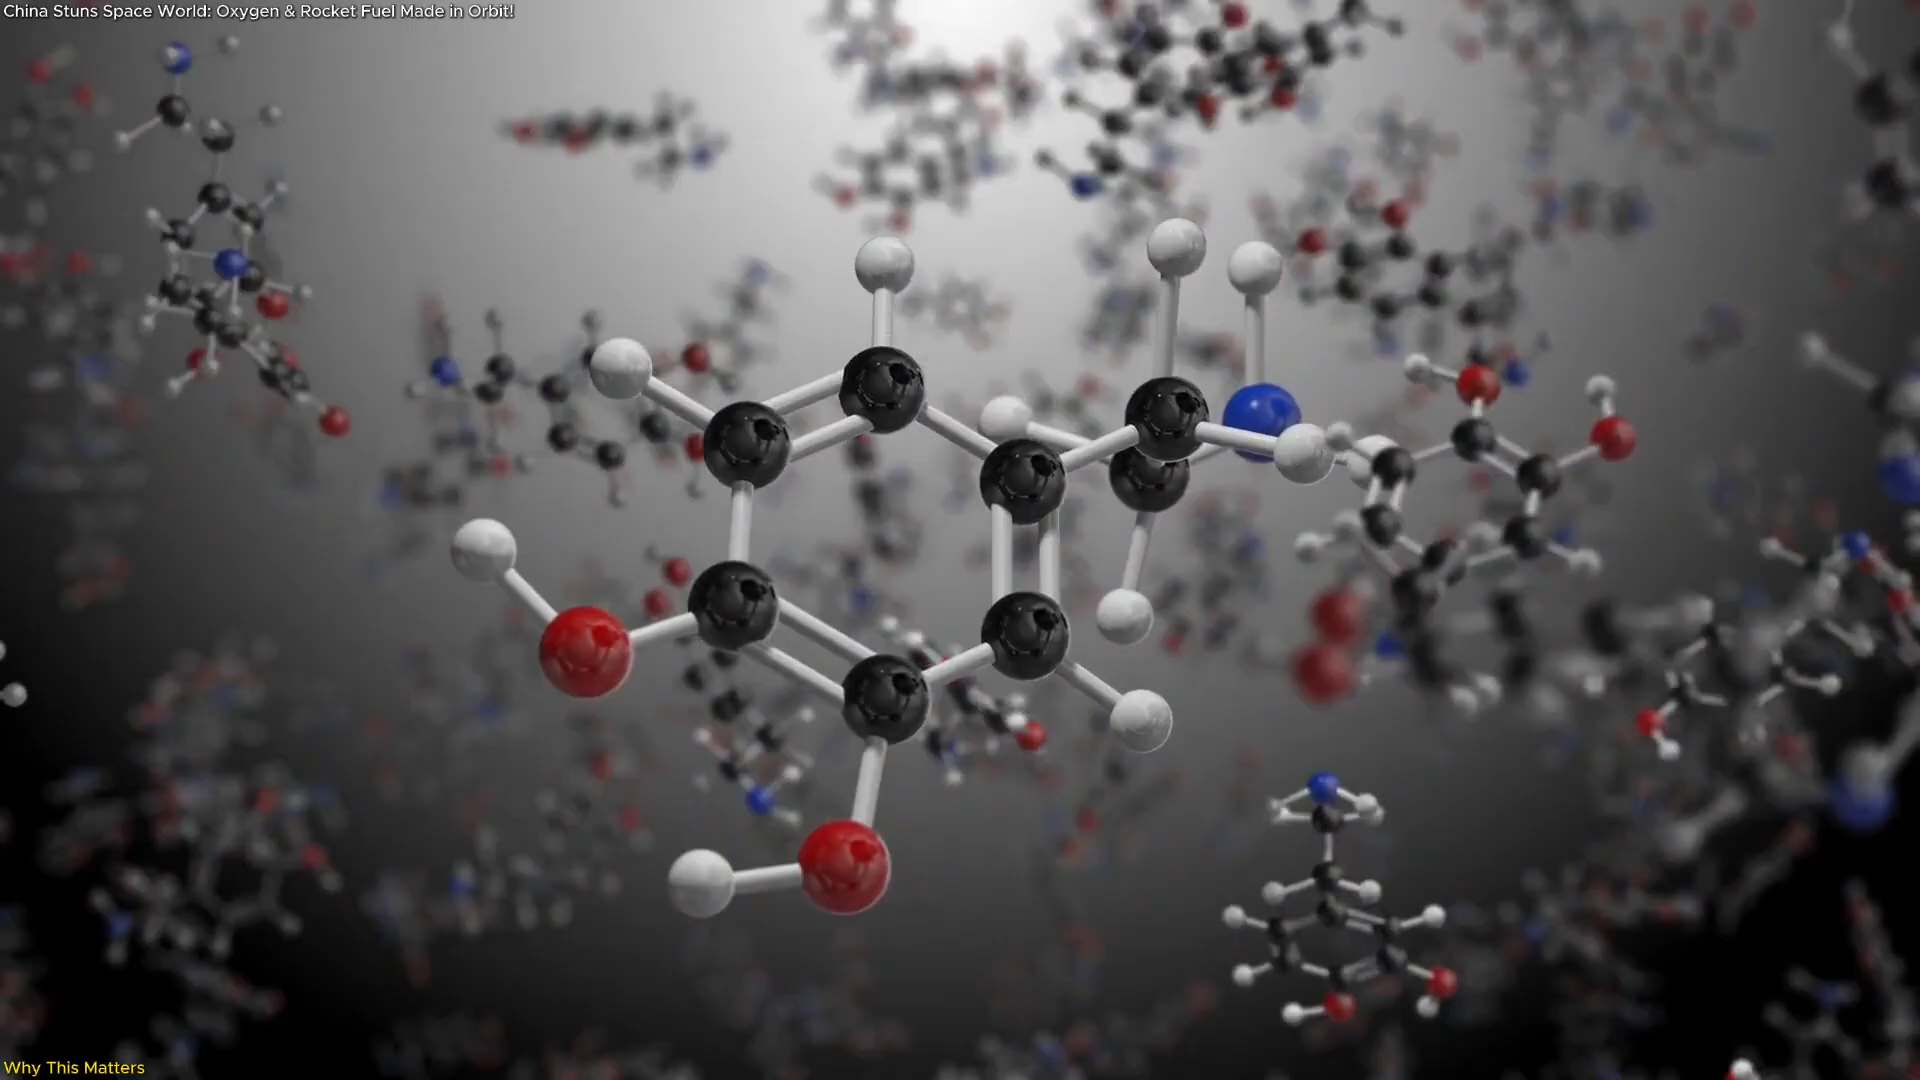 China Stuns Space World: Oxygen & Rocket Fuel Made in Orbit!
Why This Matters